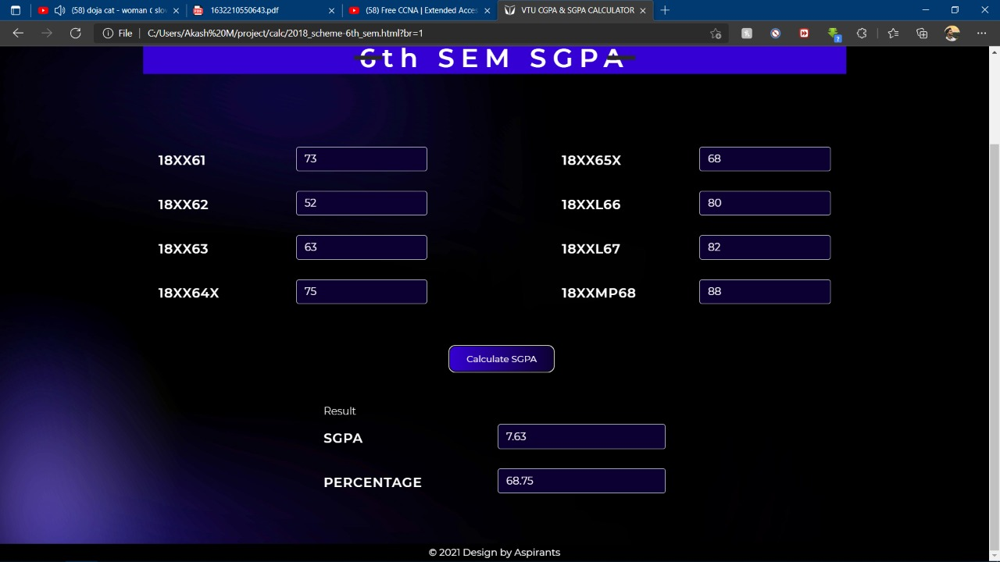 (58) doja cat - woman ( slow
1632210550643.pdf
(58) Free CCNA | Extended Acces
VTU CGPA & SGPA CALCULATOR
File
C:/Users/Akash%20M/project/calc/2018_scheme-6th_sem.html?br=1
6th SEM SGPA
18XX61 73 18XX65X 68
18XX62 52 18XXL66 80
18XX63 63 18XXL67 82
18XX64X 75 18XXMP68 88
Calculate SGPA
Result
SGPA 7.63
PERCENTAGE 68.75
© 2021 Design by Aspirants